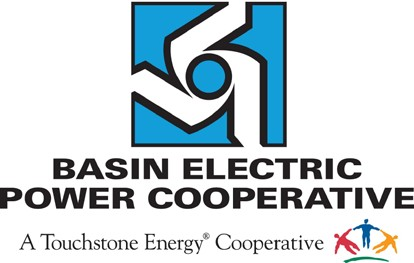 BASIN ELECTRIC
POWER COOPERATIVE
A Touchstone Energy® Cooperative